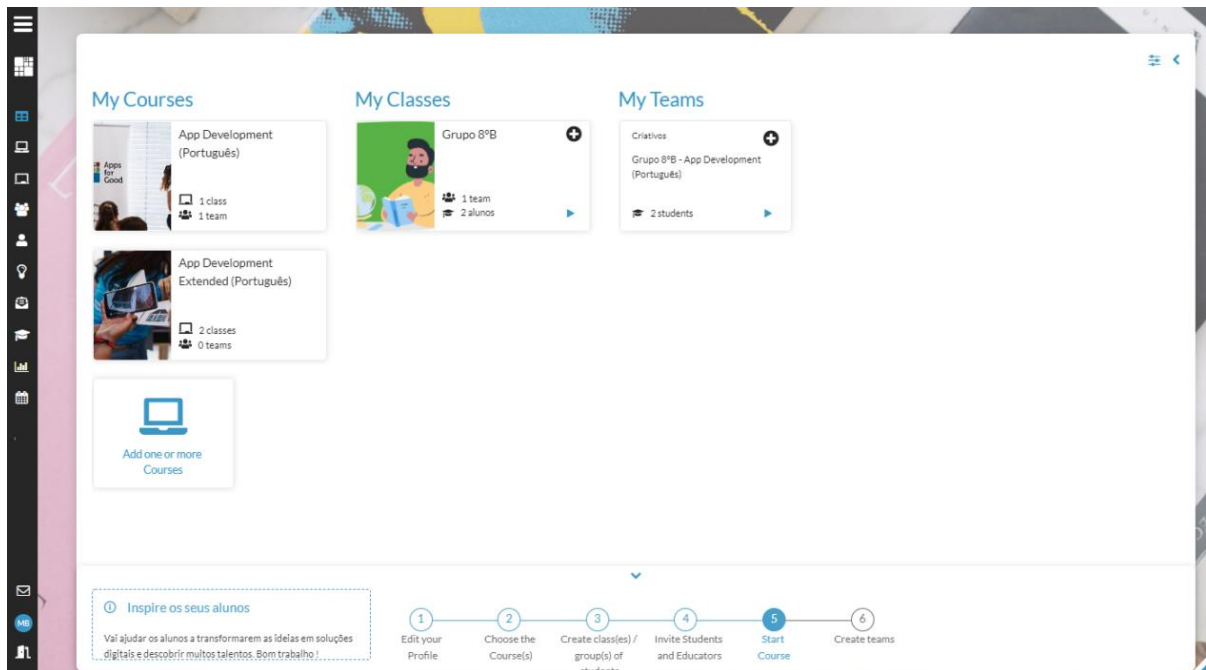 My Courses
App Development
(Português)
Apps
for
Good
1 class
1 team
App Development
Extended (Português)
2 classes
0 teams
Add one or more
Courses
My Classes
Grupo 8ºB
1 team
2 alunos
My Teams
Criativos
Grupo 8ºB - App Development
(Português)
2 students
MB
Inspire os seus alunos
Vai ajudar os alunos a transformarem as ideias em soluções
digitais e descobrir muitos talentos. Bom trabalho !
1
Edit your
Profile
2
Choose the
Course(s)
3
Create class(es) /
group(s) of
students
4
Invite Students
and Educators
5
Start
Course
6
Create teams